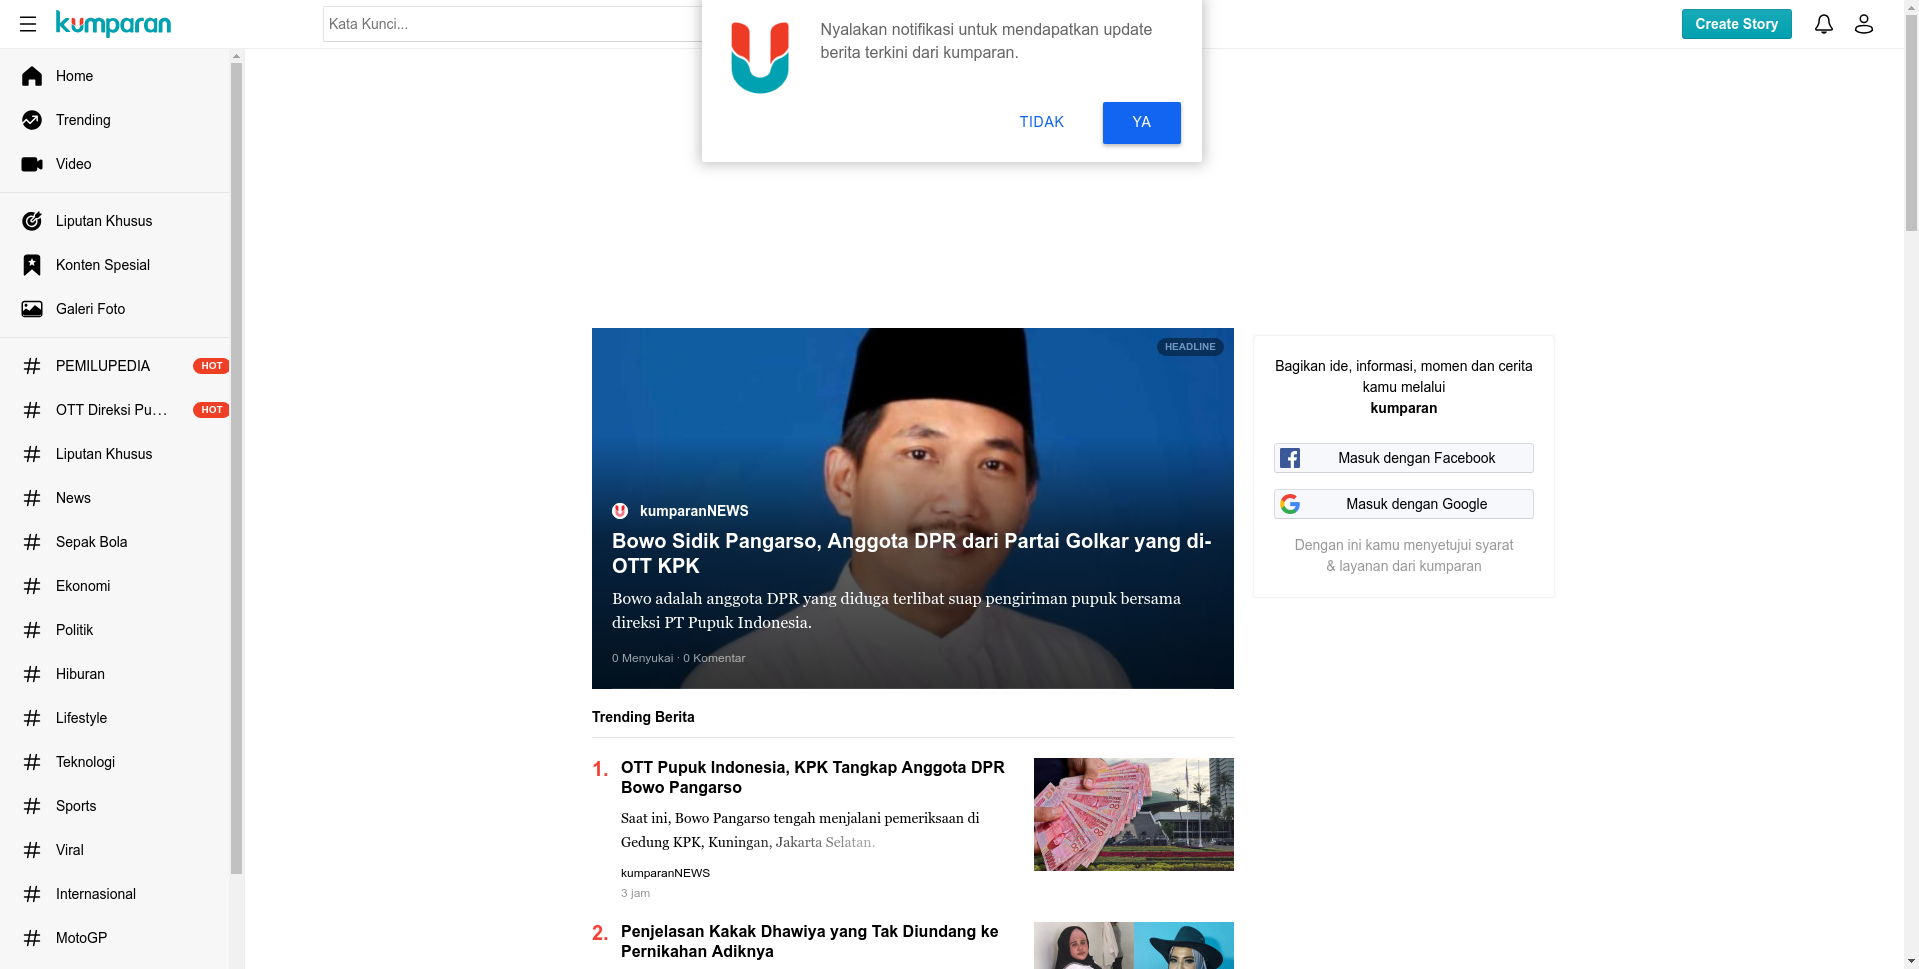 kumparan
Kata Kunci...
Nyalakan notifikasi untuk mendapatkan update
berita terkini dari kumparan.
TIDAK
YA
Create Story
Home
Trending
Video
Liputan Khusus
Konten Spesial
Galeri Foto
PEMILUPEDIA
HOT
OTT Direksi Pu...
HOT
Liputan Khusus
News
Sepak Bola
Ekonomi
Politik
Hiburan
Lifestyle
Teknologi
Sports
Viral
Internasional
MotoGP
HEADLINE
kumparanNEWS
Bowo Sidik Pangarso, Anggota DPR dari Partai Golkar yang di-
OTT KPK
Bowo adalah anggota DPR yang diduga terlibat suap pengiriman pupuk bersama
direksi PT Pupuk Indonesia.
0 Menyukai · 0 Komentar
Trending Berita
1.
OTT Pupuk Indonesia, KPK Tangkap Anggota DPR
Bowo Pangarso
Saat ini, Bowo Pangarso tengah menjalani pemeriksaan di
Gedung KPK, Kuningan, Jakarta Selatan.
kumparanNEWS
3 jam
2.
Penjelasan Kakak Dhawiya yang Tak Diundang ke
Pernikahan Adiknya
Bagikan ide, informasi, momen dan cerita
kamu melalui
kumparan
Masuk dengan Facebook
Masuk dengan Google
Dengan ini kamu menyetujui syarat
& layanan dari kumparan